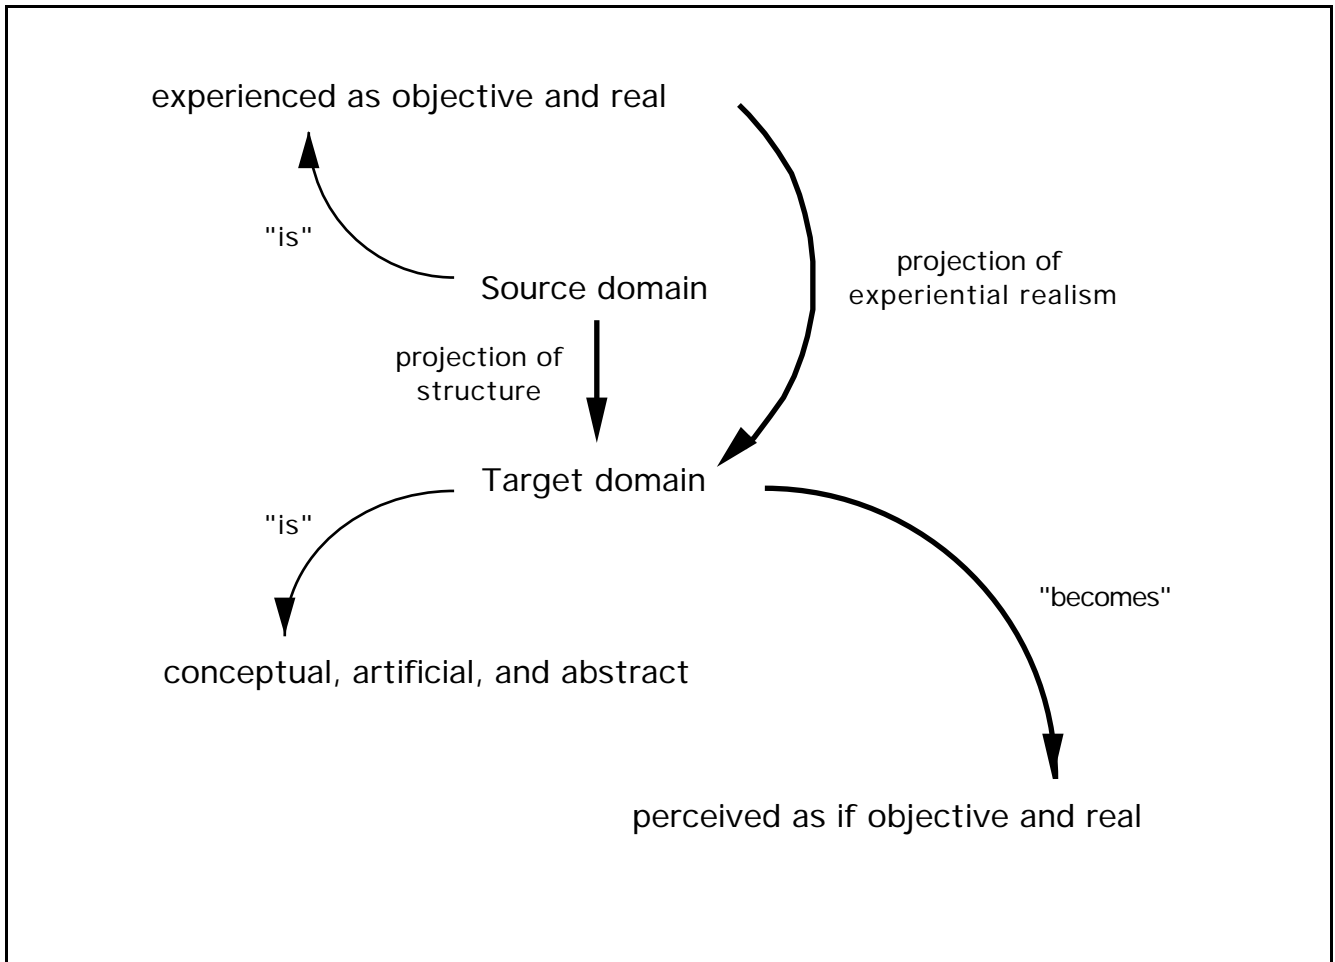 experienced as objective and real
"is"
Source domain
projection of
experiential realism
projection of
structure
Target domain
"is"
"becomes"
conceptual, artificial, and abstract
perceived as if objective and real